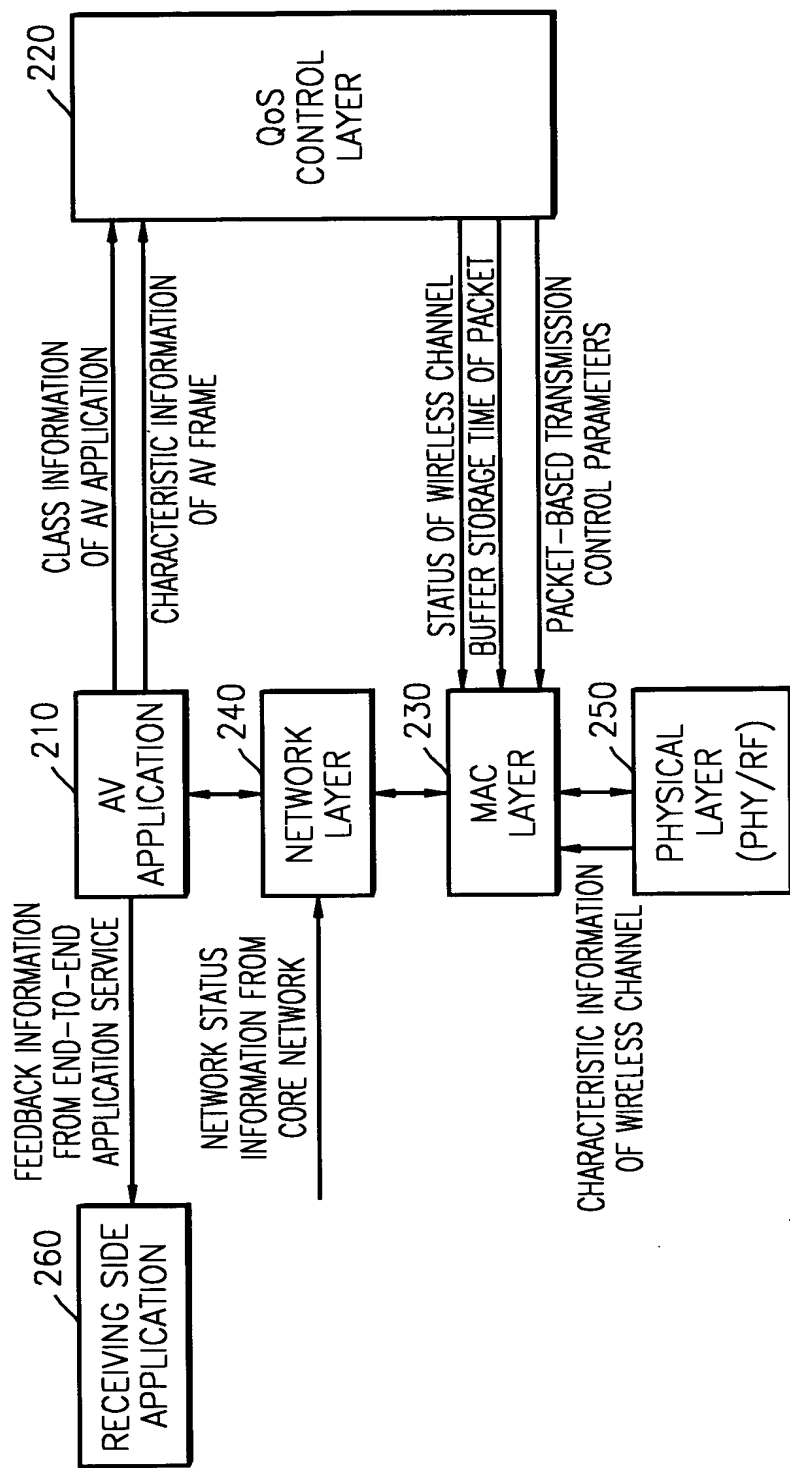 260
RECEIVING SIDE
APPLICATION
FEEDBACK INFORMATION
FROM END-TO-END
APPLICATION SERVICE
210
AV
APPLICATION
CLASS INFORMATION
OF AV APPLICATION
CHARACTERISTIC INFORMATION
OF AV FRAME
220
QoS
CONTROL
LAYER
NETWORK STATUS
INFORMATION FROM
CORE NETWORK
240
NETWORK
LAYER
230
MAC
LAYER
STATUS OF WIRELESS CHANNEL
BUFFER STORAGE TIME OF PACKET
PACKET-BASED TRANSMISSION
CONTROL PARAMETERS
CHARACTERISTIC INFORMATION
OF WIRELESS CHANNEL
250
PHYSICAL
LAYER
(PHY/RF)